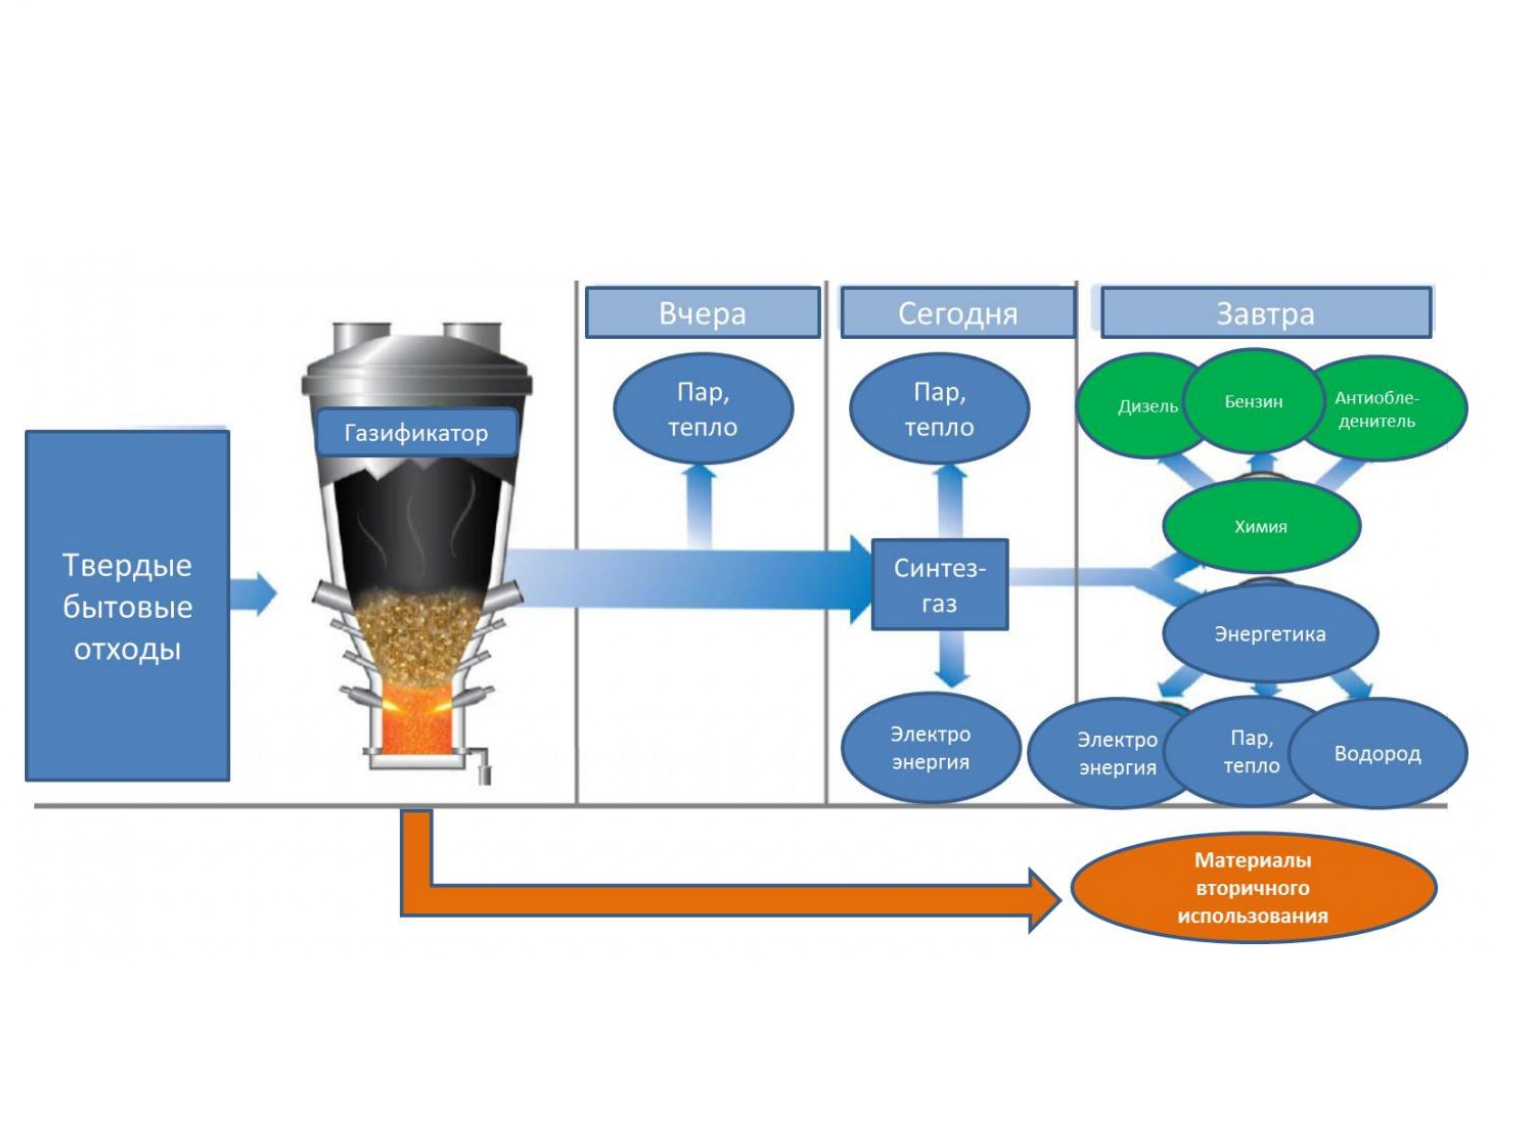 Вчера
Сегодня
Завтра
Твердые
бытовые
отходы
Газификатор
Пар,
тепло
Пар,
тепло
Синтез-
газ
Электро
энергия
Дизель
Бензин
Антиобле-
денитель
Химия
Энергетика
Электро
энергия
Пар,
тепло
Водород
Материалы
вторичного
использования